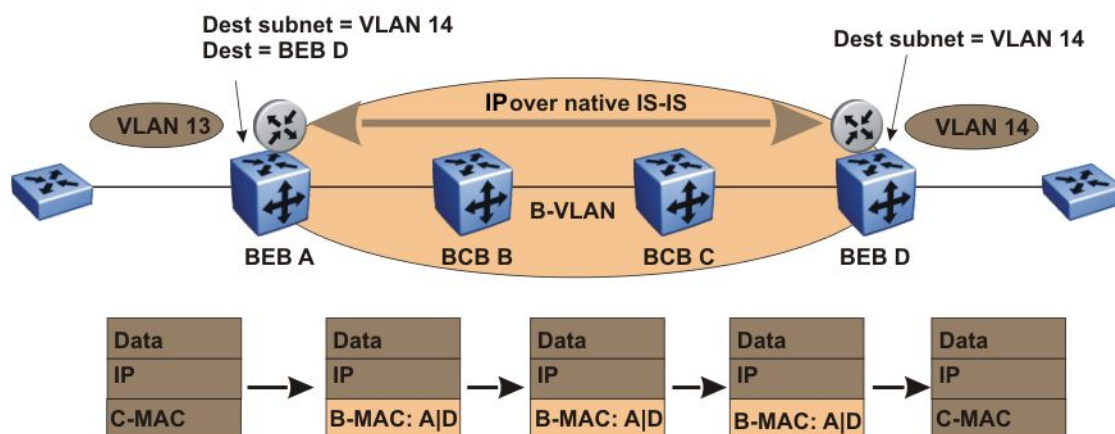 Dest subnet = VLAN 14
Dest = BEB D
Dest subnet = VLAN 14
IP over native IS-IS
VLAN 13
VLAN 14
B-VLAN
BEB A
BCB B
BCB C
BEB D
Data
IP
C-MAC
Data
IP
B-MAC: A|D
Data
IP
B-MAC: A|D
Data
IP
B-MAC: A|D
Data
IP
C-MAC